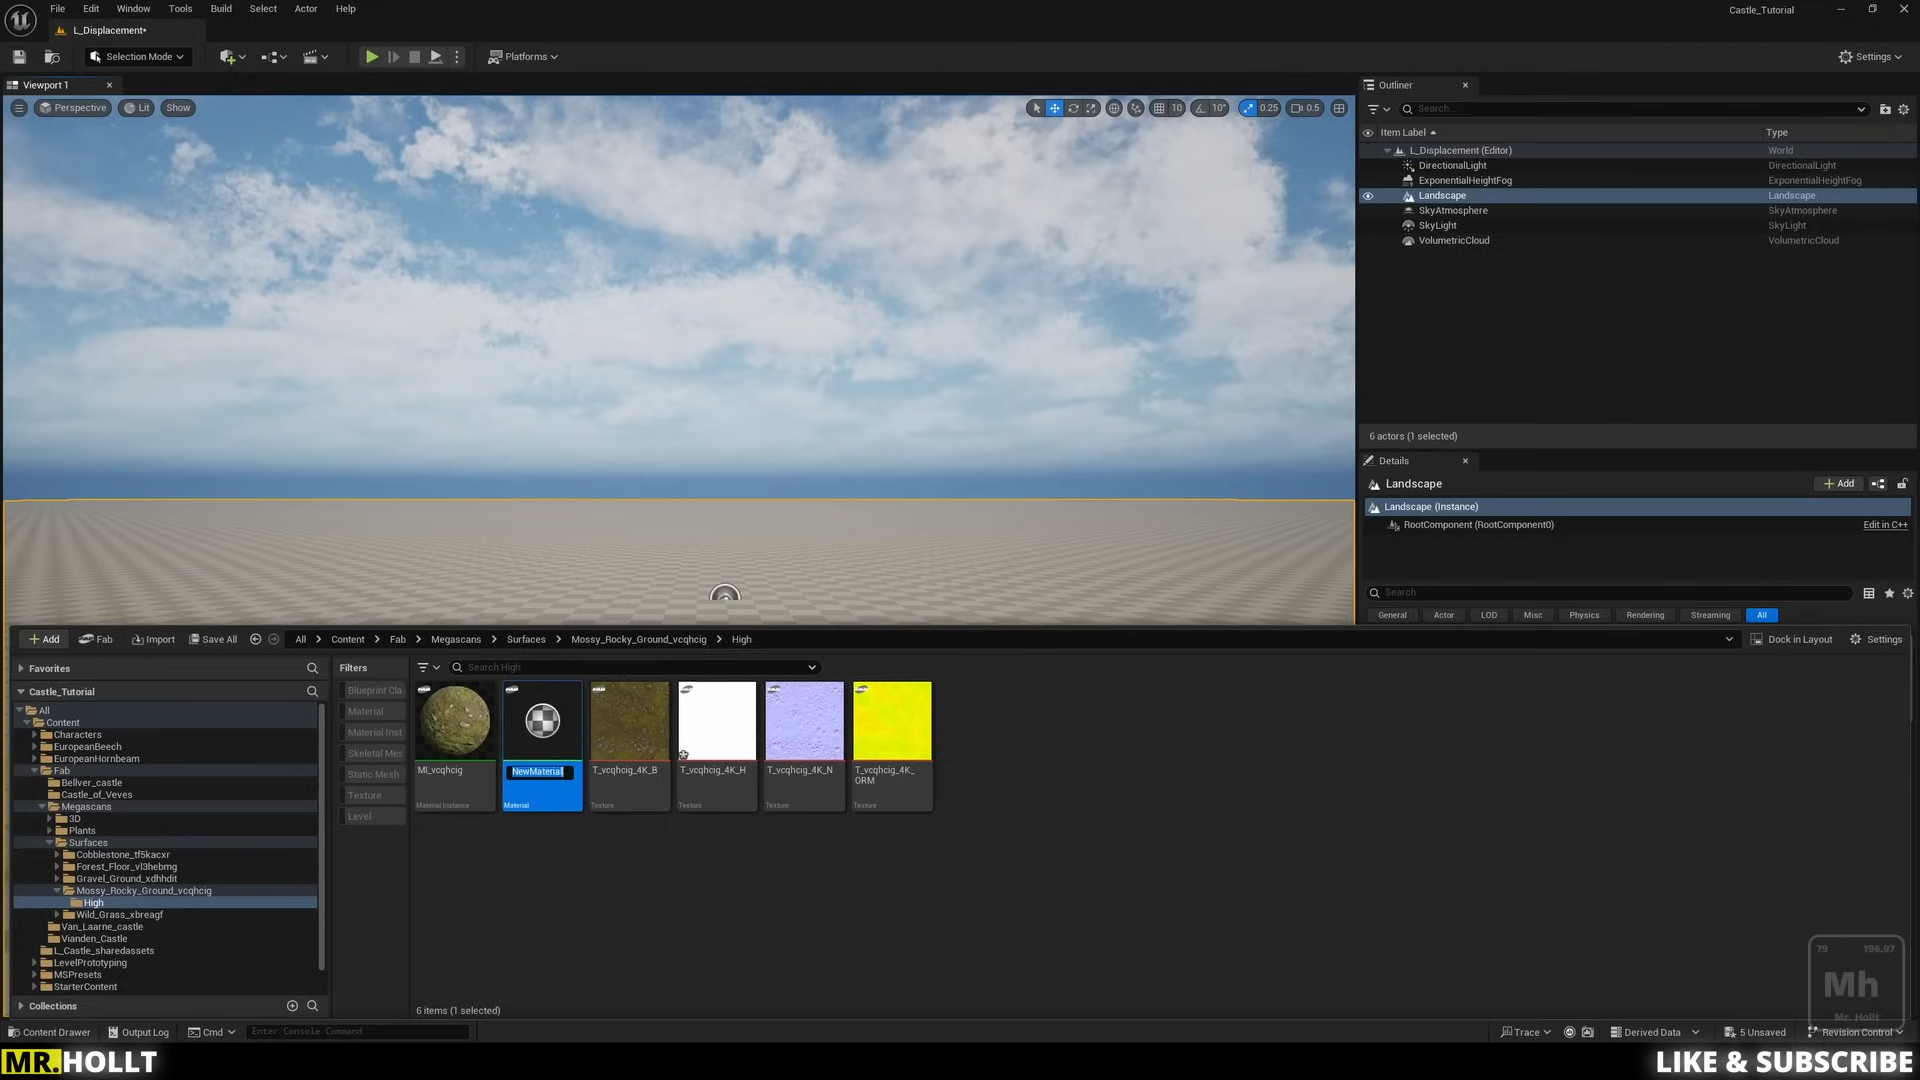 File Edit Window Tools Build Select Actor Help
Castle_Tutorial
L_Displacement*
Selection Mode
Platforms
Settings
Viewport 1
Perspective Lit Show
10 10° 0.25 0.5
Outliner
Search...
Item Label Type
L_Displacement (Editor) World
DirectionalLight DirectionalLight
ExponentialHeightFog ExponentialHeightFog
Landscape Landscape
SkyAtmosphere SkyAtmosphere
SkyLight SkyLight
VolumetricCloud VolumetricCloud
6 actors (1 selected)
Details
Landscape
+ Add
Landscape (Instance)
RootComponent (RootComponent0) Edit in C++
Search
General Actor LOD Misc Physics Rendering Streaming All
+ Add Fab Import Save All All > Content > Fab > Megascans > Surfaces > Mossy_Rocky_Ground_vcqhcig > High
Dock in Layout Settings
Favorites
Castle_Tutorial
All
Content
Characters
EuropeanBeech
EuropeanHornbeam
Fab
Bellver_castle
Castle_of_Veves
Megascans
3D
Plants
Surfaces
Cobblestone_tf5kacxr
Forest_Floor_vl3hebmg
Gravel_Ground_xdhhdit
Mossy_Rocky_Ground_vcqhcig
High
Wild_Grass_xbreagf
Van_Laarne_castle
Vianden_Castle
L_Castle_sharedassets
LevelPrototyping
MSPresets
StarterContent
Collections
Filters
Blueprint Cla
Material
Material Inst
Skeletal Mes
Static Mesh
Texture
Level
Search High
MI_vcqhcig
Material Instance
NewMaterial
Material
T_vcqhcig_4K_B
Texture
T_vcqhcig_4K_H
Texture
T_vcqhcig_4K_N
Texture
T_vcqhcig_4K_
ORM
Texture
6 items (1 selected)
79 196.97
Mh
Mr. Hollt
Content Drawer Output Log Cmd Enter Console Command
Trace Derived Data 5 Unsaved Revision Control
MR.HOLLT
LIKE & SUBSCRIBE